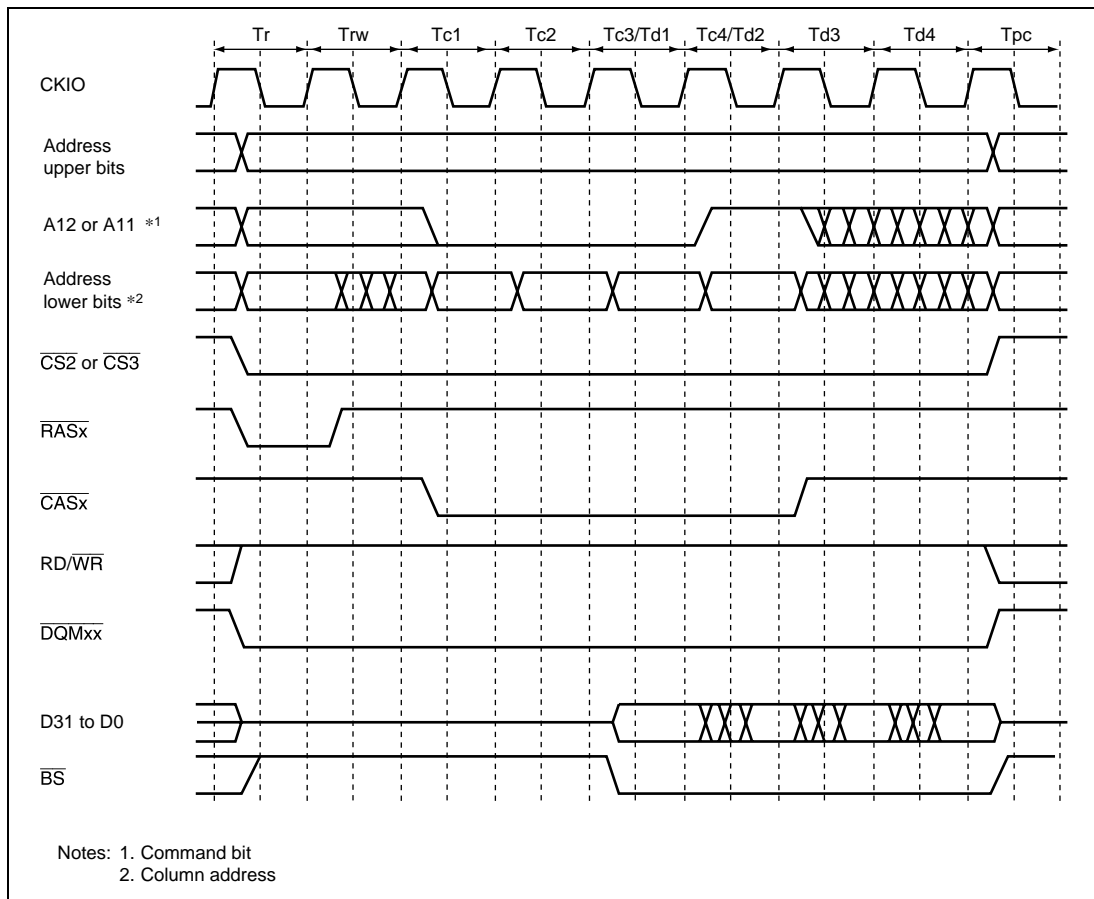 Tr Trw Tc1 Tc2 Tc3/Td1 Tc4/Td2 Td3 Td4 Tpc
CKIO
Address
upper bits
A12 or A11 *1
Address
lower bits *2
CS2 or CS3
RASx
CASx
RD/WR
DQMxx
D31 to D0
BS
Notes: 1. Command bit
2. Column address